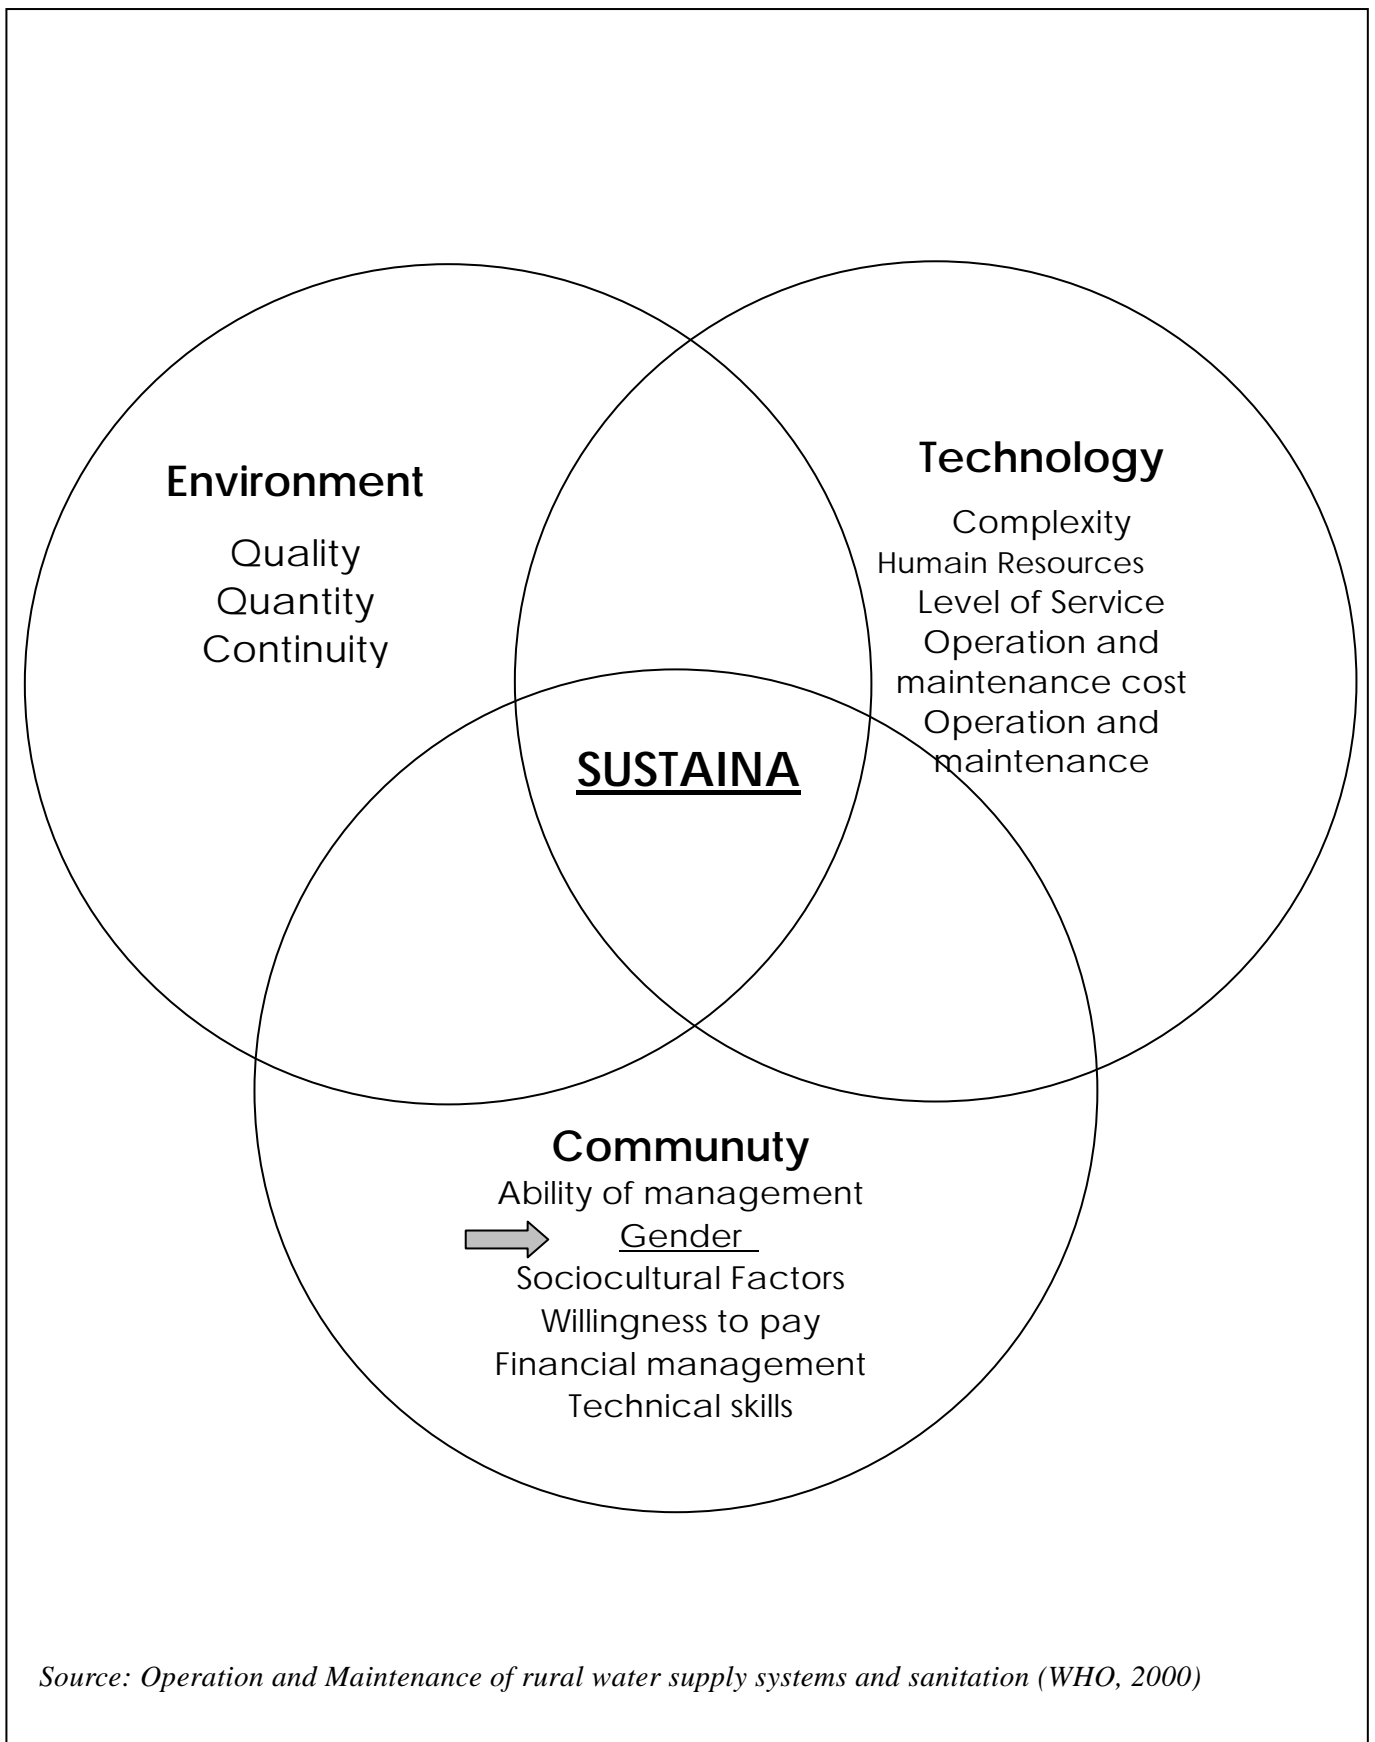 Environment
Quality
Quantity
Continuity
Technology
Complexity
Humain Resources
Level of Service
Operation and
maintenance cost
Operation and
maintenance
SUSTAINA
Communuty
Ability of management
Gender
Sociocultural Factors
Willingness to pay
Financial management
Technical skills
Source: Operation and Maintenance of rural water supply systems and sanitation (WHO, 2000)